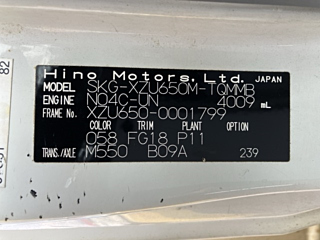 Hino Motors, Ltd. JAPAN
MODEL SKG-XZU650M-TQMMB
ENGINE N04C-UN 4009 mL
FRAME No. XZU650-0001799
COLOR TRIM PLANT OPTION
058 FG18 P11
TRANS/AXLE M550 B09A 239
82